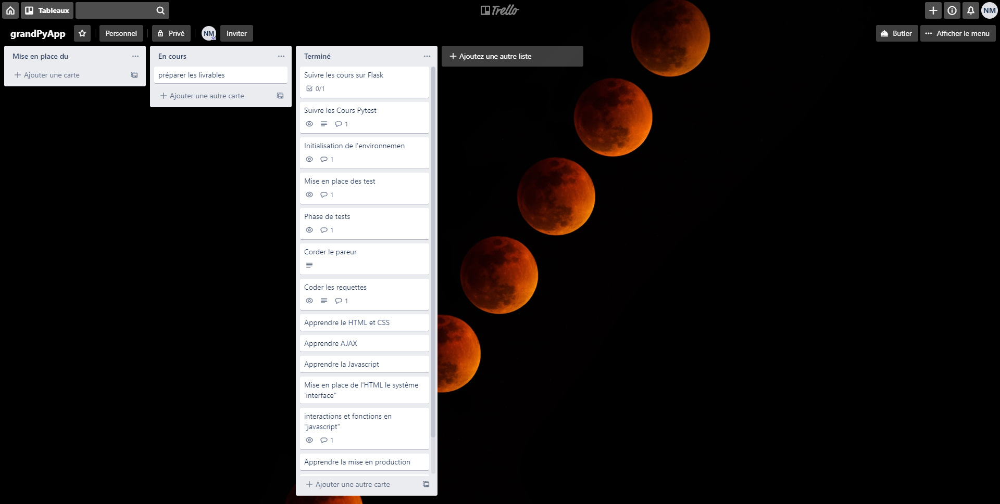 Tableaux
Trello
NM
grandPyApp
Personnel
Privé
NM
Inviter
Butler
Afficher le menu
Mise en place du
Ajouter une carte
En cours
préparer les livrables
Ajouter une autre carte
Terminé
Suivre les cours sur Flask
0/1
Suivre les Cours Pytest
1
Initialisation de l'environnemen
1
Mise en place des test
1
Phase de tests
1
Corder le pareur
Coder les requettes
1
Apprendre le HTML et CSS
Apprendre AJAX
Apprendre la Javascript
Mise en place de l'HTML le système
'interface"
interactions et fonctions en
"javascript"
1
Apprendre la mise en production
Ajouter une autre carte
Ajoutez une autre liste